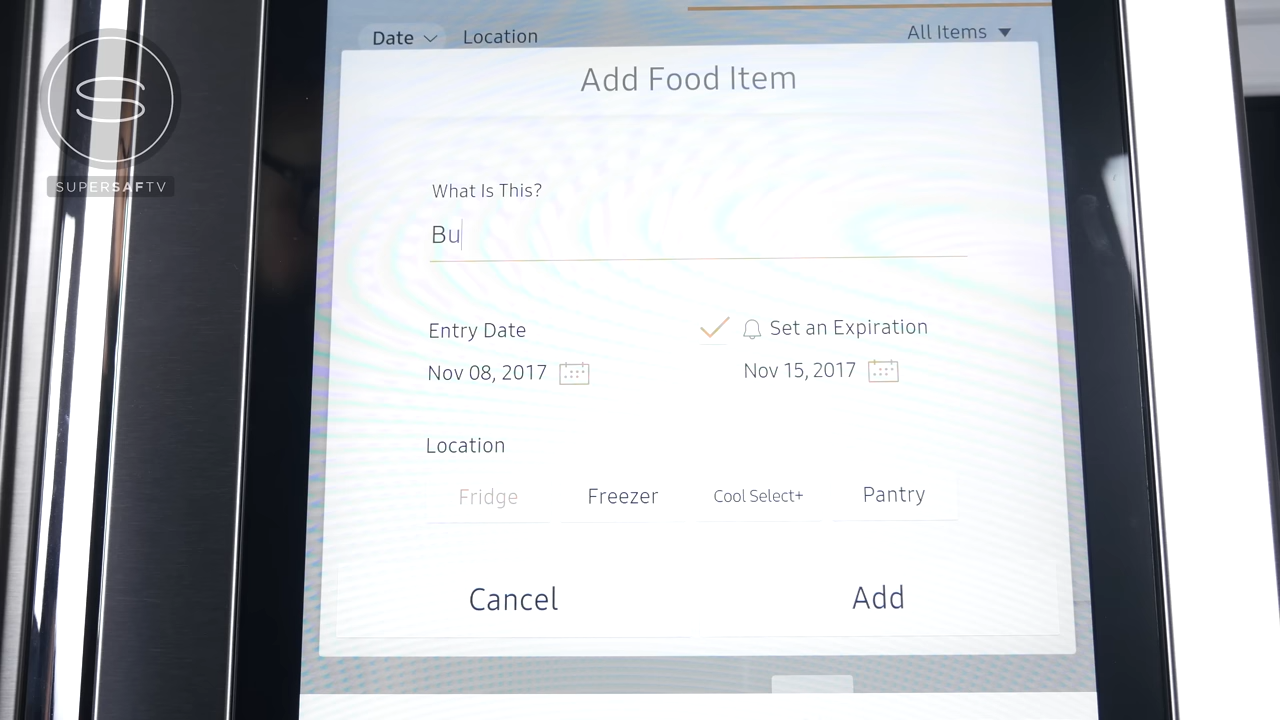 Date Location All Items
Add Food Item
What Is This?
Bu
Entry Date Set an Expiration
Nov 08, 2017 Nov 15, 2017
Location
Fridge Freezer Cool Select+ Pantry
Cancel Add
SUPERSAFTV